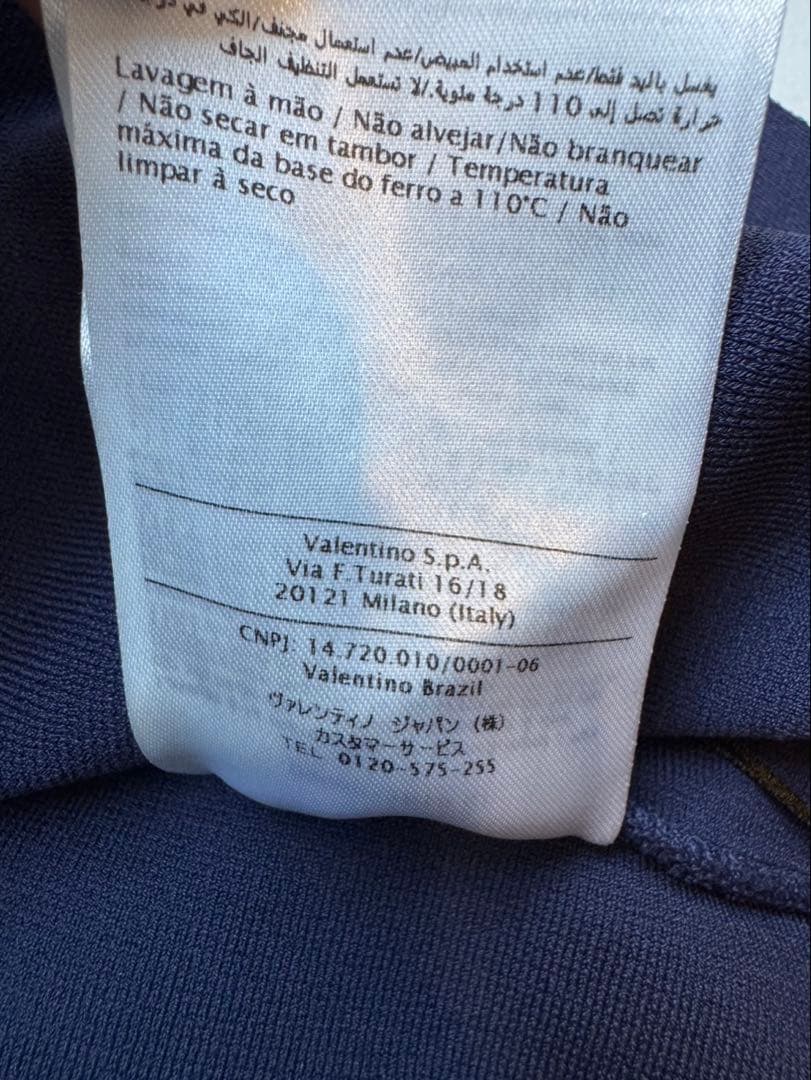 يغسل باليد فقط/عدم استخدام المبيض/عدم استعمال مجفف/الكي في
حرارة تصل إلى 110 درجة مئوية./لا تستعمل التنظيف الجاف
Lavagem à mão / Não alvejar/Não branquear
/ Não secar em tambor / Temperatura
máxima da base do ferro a 110°C / Não
limpar à seco
Valentino S.p.A.
Via F.Turati 16/18
20121 Milano (Italy)
CNPJ: 14.720.010/0001-06
Valentino Brazil
ヴァレンティノ ジャパン (株)
カスタマーサービス
TEL 0120-575-255